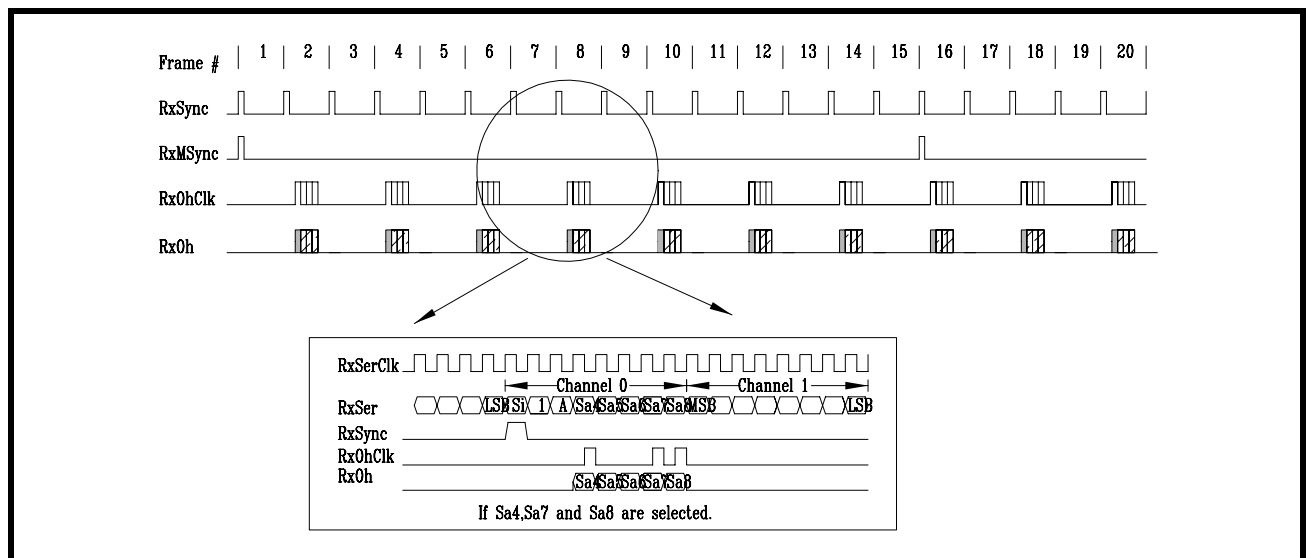 Frame # 1 2 3 4 5 6 7 8 9 10 11 12 13 14 15 16 17 18 19 20
RxSync
RxMSync
RxOhClk
RxOh
RxSerClk
Channel 0 Channel 1
RxSer LSB Si 1 A Sa4 Sa5 Sa6 Sa7 Sa8 MSB LSB
RxSync
RxOhClk
RxOh Sa4 Sa5 Sa6 Sa7 Sa8
If Sa4,Sa7 and Sa8 are selected.